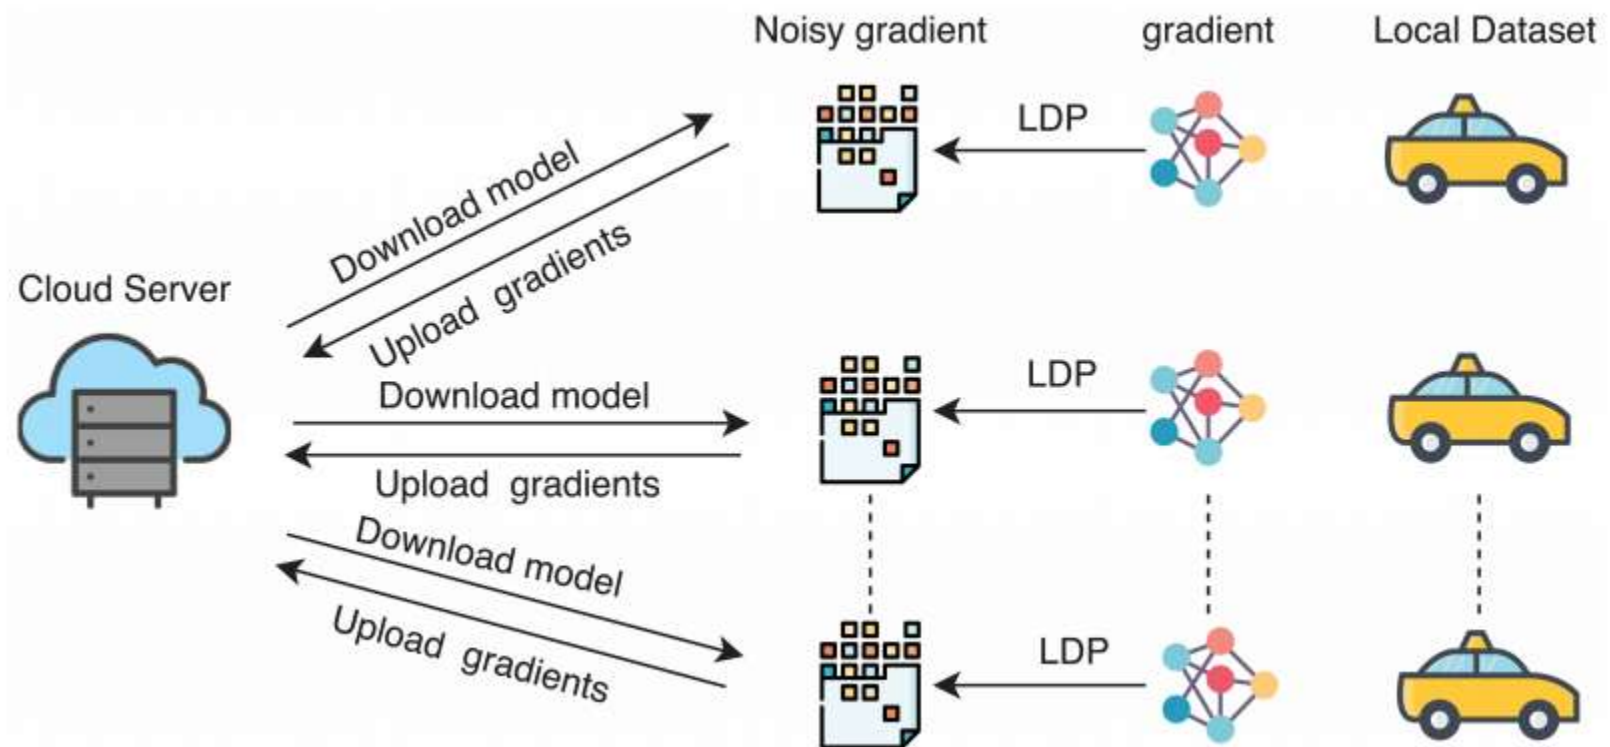 Noisy gradient
gradient
Local Dataset
LDP
Download model
Upload gradients
Cloud Server
LDP
Download model
Upload gradients
Download model
LDP
Upload gradients